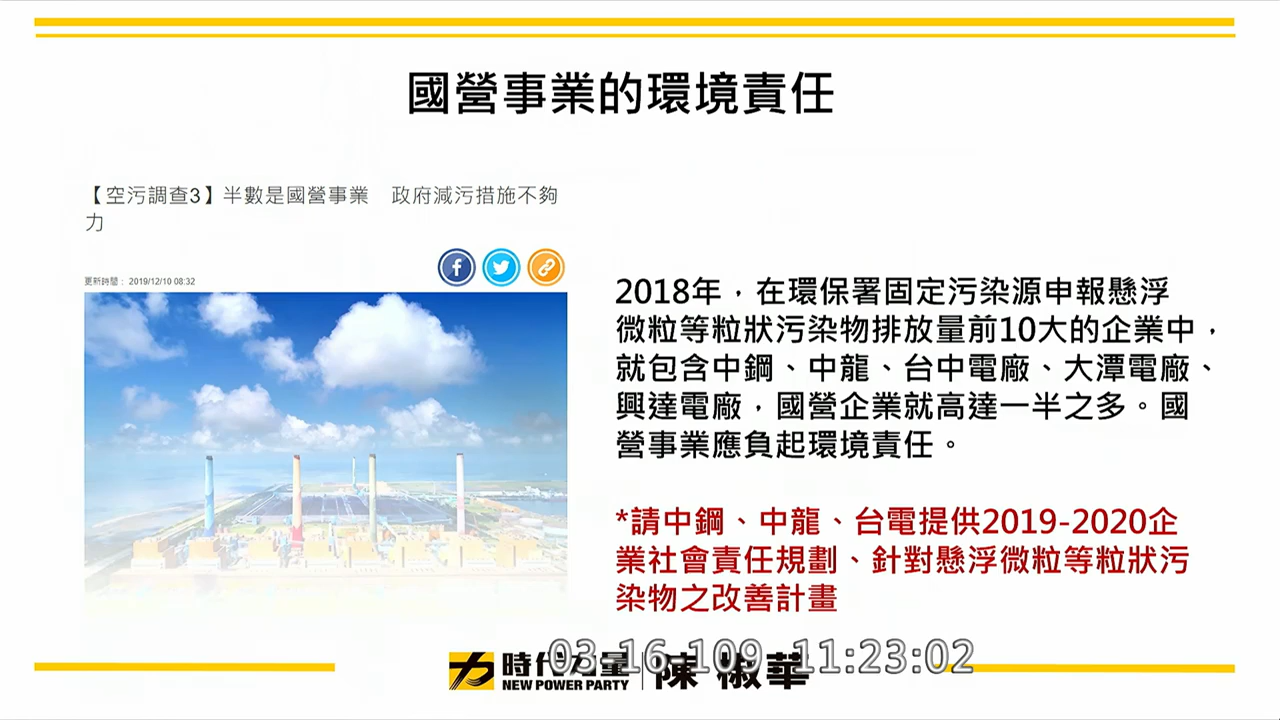 國營事業的環境責任
【空污調查3】半數是國營事業　政府減污措施不夠
力
更新時間： 2019/12/10 08:32
2018年，在環保署固定污染源申報懸浮
微粒等粒狀污染物排放量前10大的企業中，
就包含中鋼、中龍、台中電廠、大潭電廠、
興達電廠，國營企業就高達一半之多。國
營事業應負起環境責任。
*請中鋼、中龍、台電提供2019-2020企
業社會責任規劃、針對懸浮微粒等粒狀污
染物之改善計畫
時代力量
NEW POWER PARTY
陳椒華
03-16-109 11:23:02